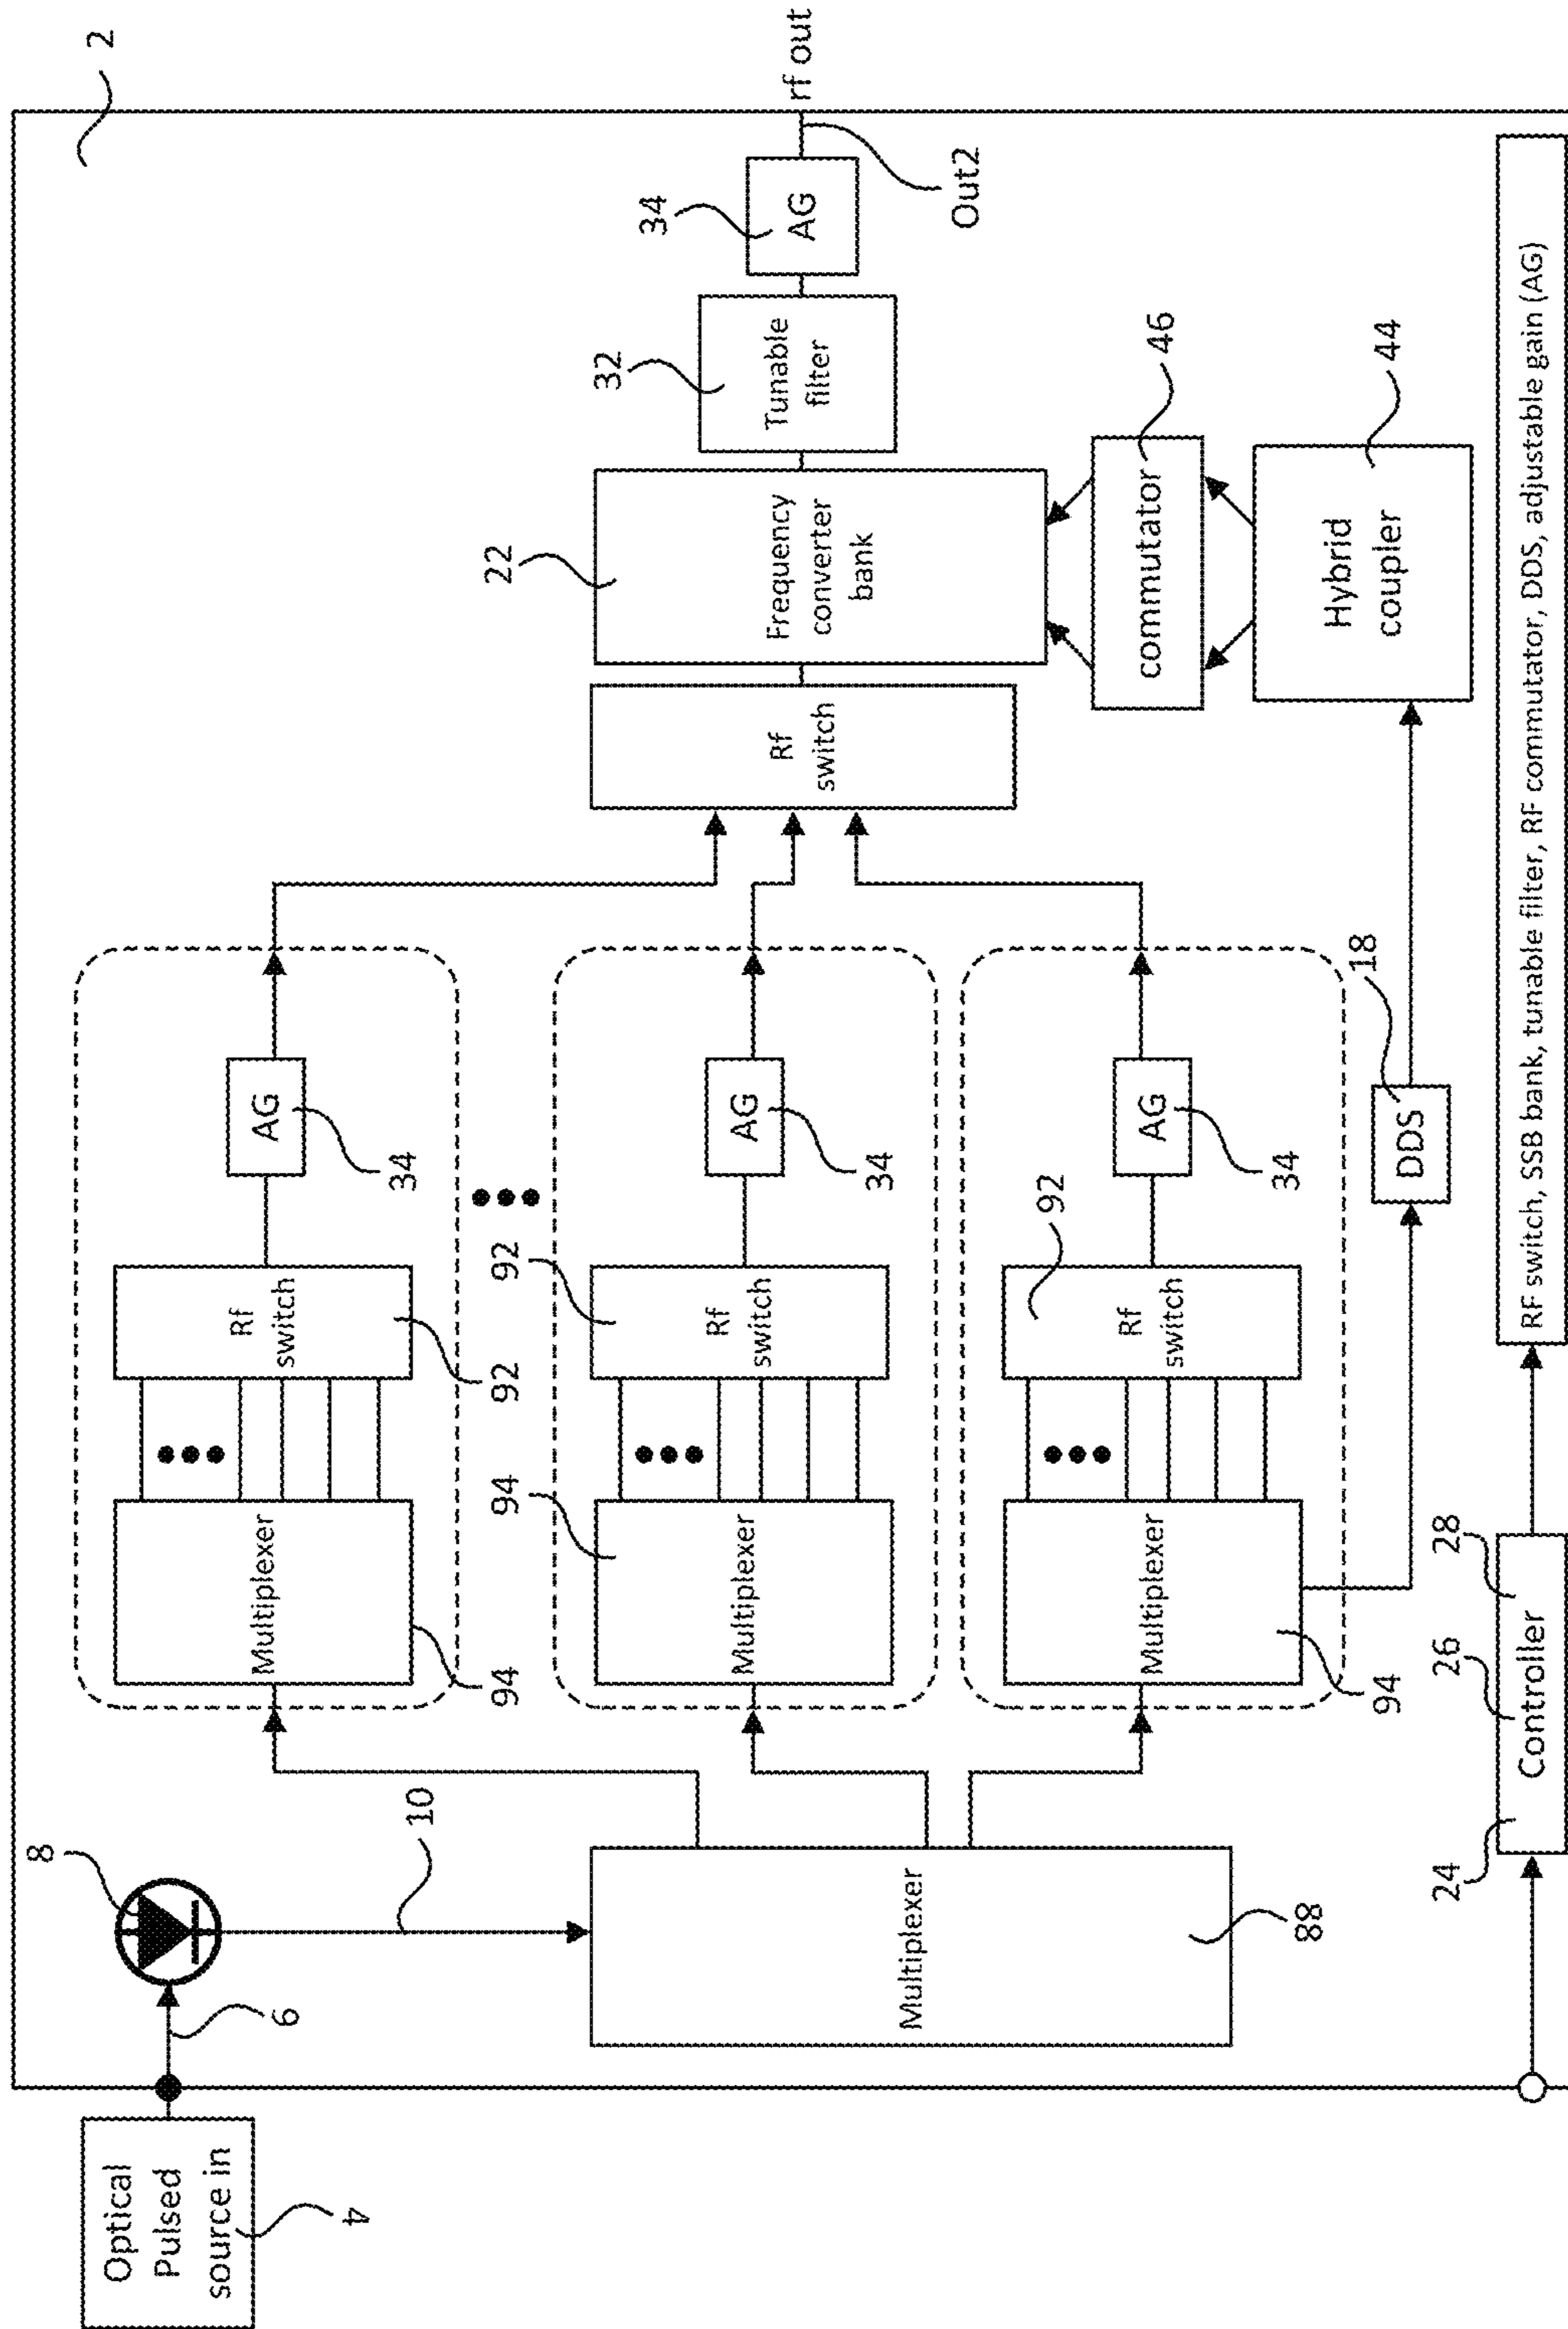 2
Optical
Pulsed
source in
4
6
8
10
Multiplexer
88
Multiplexer
94
Rf
switch
92
AG
34
Multiplexer
94
Rf
switch
92
AG
34
Multiplexer
94
Rf
switch
92
AG
34
DDS
18
Rf
switch
Frequency
converter
bank
22
Tunable
filter
32
AG
34
Out2
rf out
commutator
46
Hybrid
coupler
44
24
26
28
Controller
RF switch, SSB bank, tunable filter, RF commutator, DDS, adjustable gain (AG)